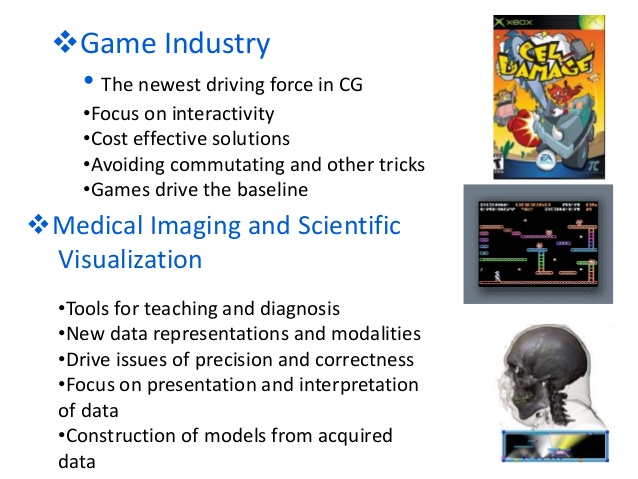 ❖Game Industry
• The newest driving force in CG
•Focus on interactivity
•Cost effective solutions
•Avoiding commutating and other tricks
•Games drive the baseline
❖Medical Imaging and Scientific
Visualization
•Tools for teaching and diagnosis
•New data representations and modalities
•Drive issues of precision and correctness
•Focus on presentation and interpretation
of data
•Construction of models from acquired
data
XBOX
CEL
DAMAGE
EA